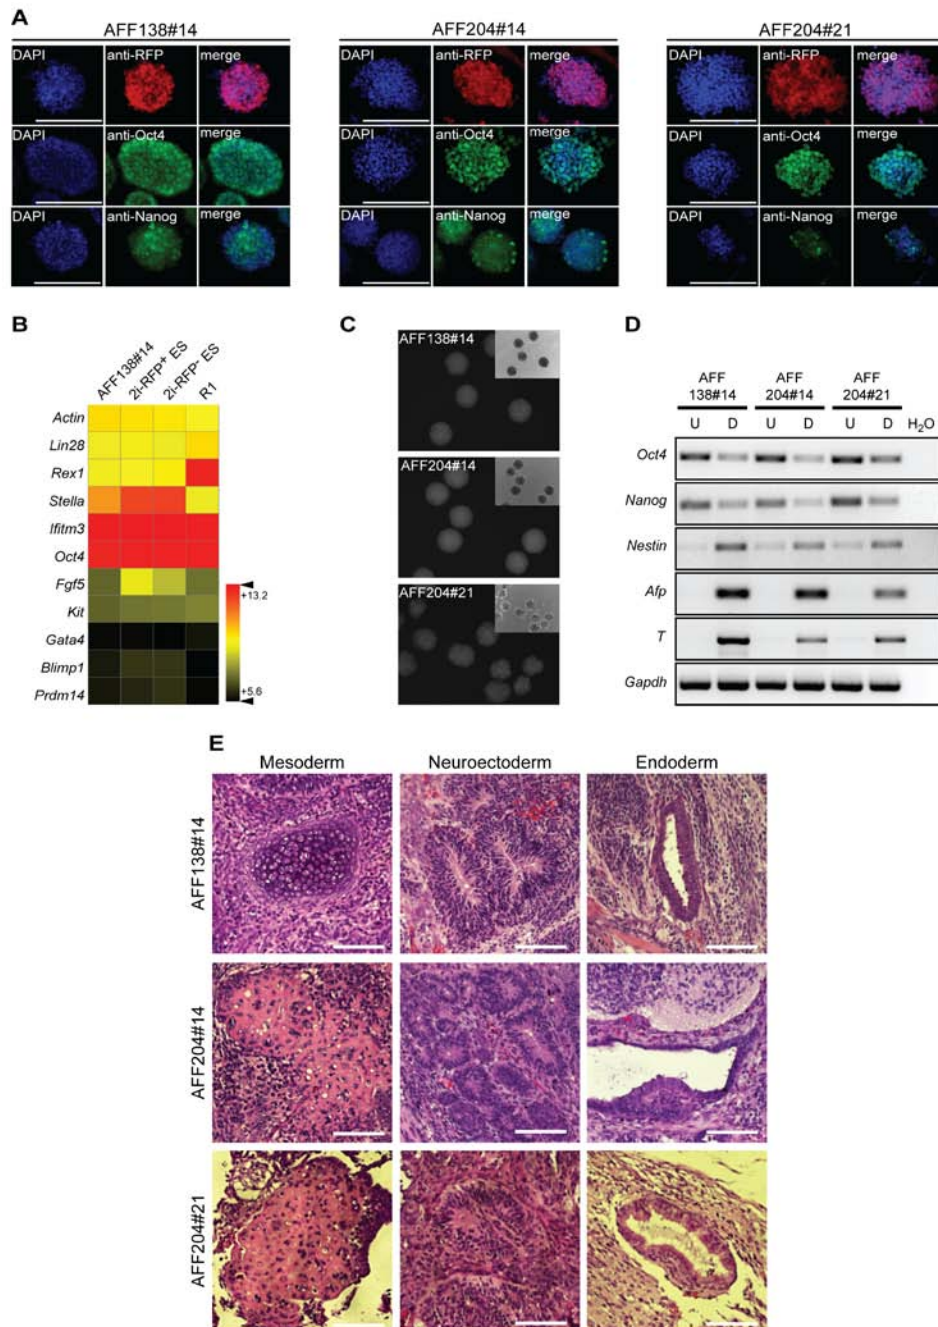 A
AFF138#14 AFF204#14 AFF204#21
DAPI anti-RFP merge DAPI anti-RFP merge DAPI anti-RFP merge
DAPI anti-Oct4 merge DAPI anti-Oct4 merge DAPI anti-Oct4 merge
DAPI anti-Nanog merge DAPI anti-Nanog merge DAPI anti-Nanog merge
B
AFF138#14 2i-RFP+ ES 2i-RFP- ES R1
Actin
Lin28
Rex1
Stella
Ifitm3
Oct4
Fgf5
Kit
Gata4
Blimp1
Prdm14
+13.2
+5.6
C
AFF138#14
AFF204#14
AFF204#21
D
AFF AFF AFF
138#14 204#14 204#21
U D U D U D H2O
Oct4
Nanog
Nestin
Afp
T
Gapdh
E
Mesoderm Neuroectoderm Endoderm
AFF138#14
AFF204#14
AFF204#21